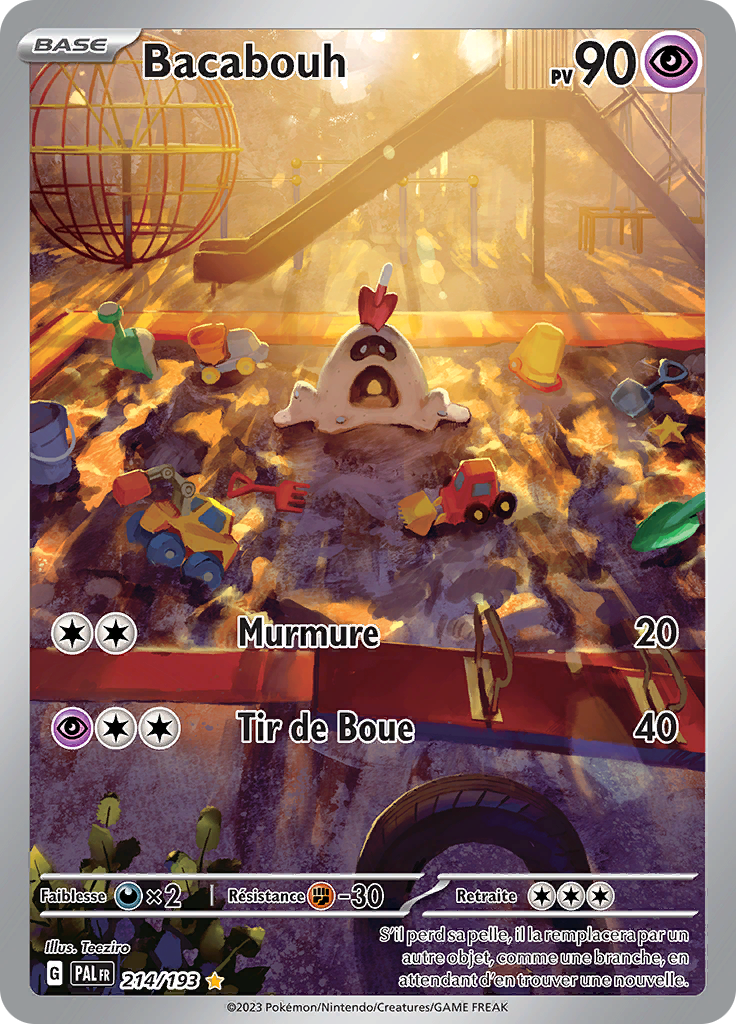 BASE
Bacabouh
PV 90
Murmure 20
Tir de Boue 40
Faiblesse ×2 Résistance -30 Retraite
Illus. Teeziro
S'il perd sa pelle, il la remplacera par un
autre objet, comme une branche, en
attendant d'en trouver une nouvelle.
G PAL FR 214/193
©2023 Pokémon/Nintendo/Creatures/GAME FREAK